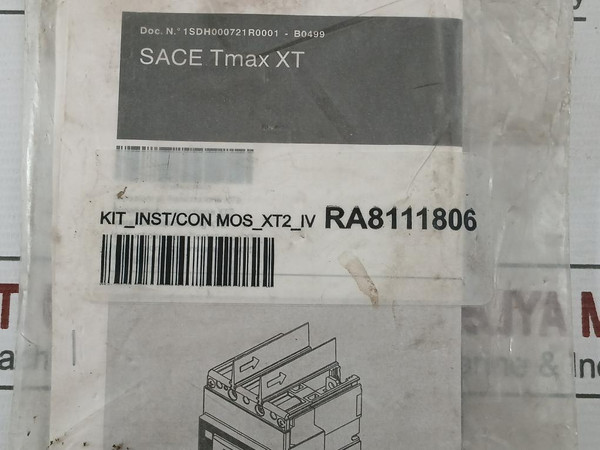 Doc. N.° 1SDH000721R0001 - B0499
SACE Tmax XT
KIT_INST/CON MOS_XT2_IV RA8111806